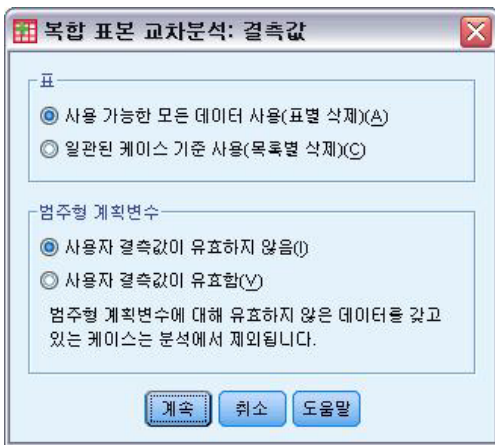 복합 표본 교차분석: 결측값
표
사용 가능한 모든 데이터 사용(표별 삭제)(A)
일관된 케이스 기준 사용(목록별 삭제)(C)
범주형 계획변수
사용자 결측값이 유효하지 않음(I)
사용자 결측값이 유효함(V)
범주형 계획변수에 대해 유효하지 않은 데이터를 갖고
있는 케이스는 분석에서 제외됩니다.
계속 취소 도움말